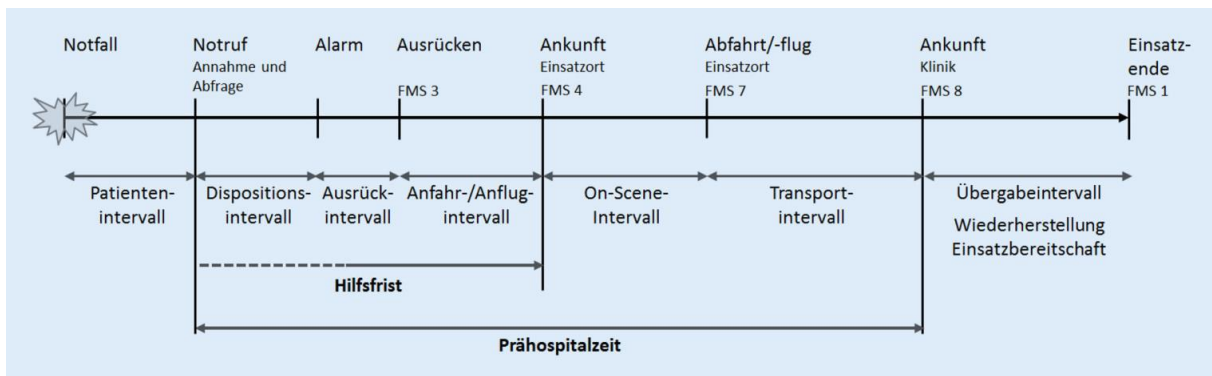 Notfall
Notruf
Annahme und
Abfrage
Alarm
Ausrücken
FMS 3
Ankunft
Einsatzort
FMS 4
Abfahrt/-flug
Einsatzort
FMS 7
Ankunft
Klinik
FMS 8
Einsatz-
ende
FMS 1
Patienten-
intervall
Dispositions-
intervall
Ausrück-
intervall
Anfahr-/Anflug-
intervall
On-Scene-
Intervall
Transport-
intervall
Übergabeintervall
Wiederherstellung
Einsatzbereitschaft
Hilfsfrist
Prähospitalzeit